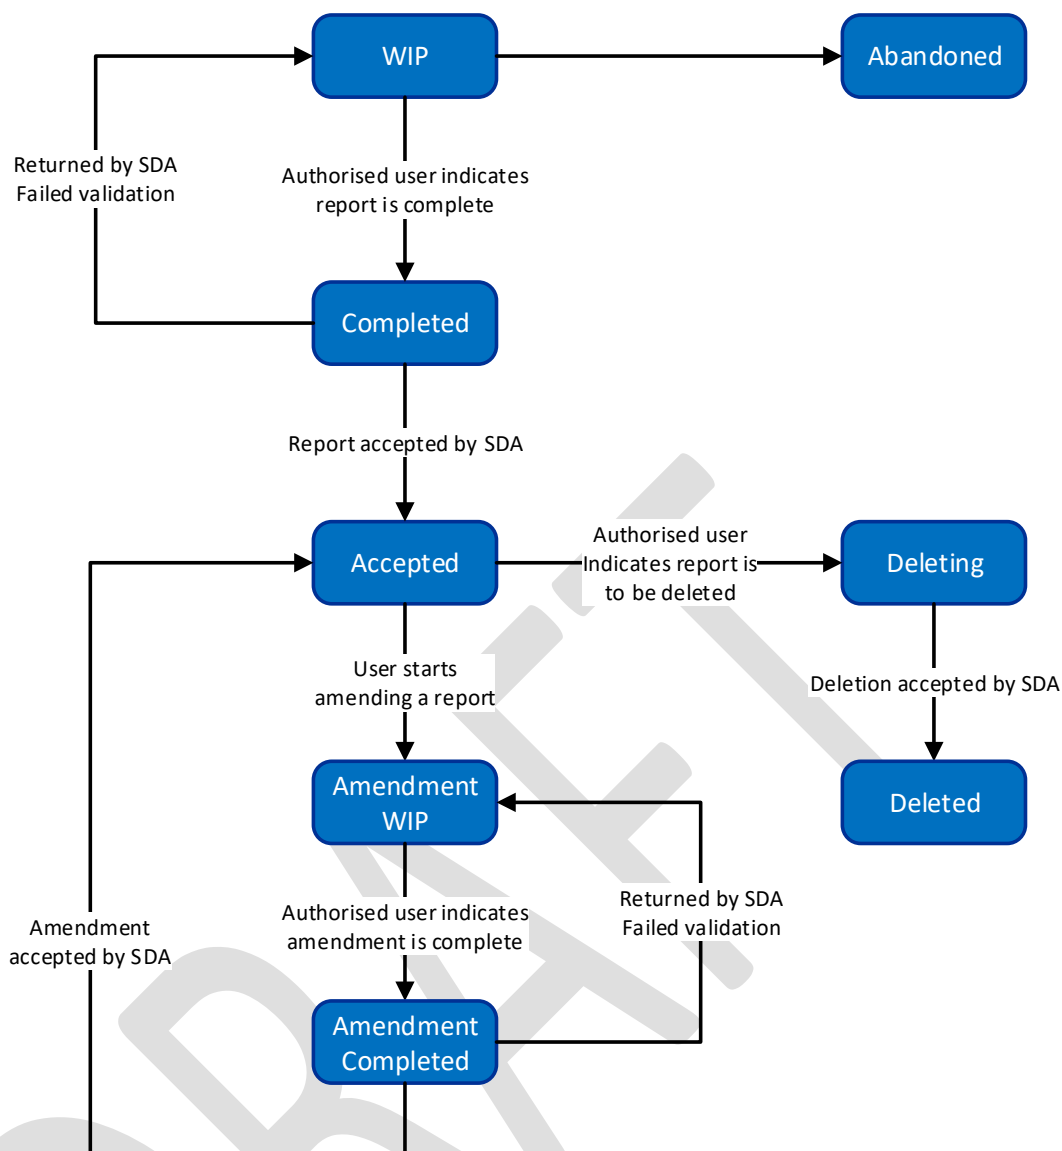 WIP
Abandoned
Returned by SDA
Failed validation
Authorised user indicates
report is complete
Completed
Report accepted by SDA
Accepted
Authorised user
Indicates report is
to be deleted
Deleting
User starts
amending a report
Deletion accepted by SDA
Amendment
WIP
Deleted
Authorised user indicates
amendment is complete
Returned by SDA
Failed validation
Amendment
accepted by SDA
Amendment
Completed
DRAFT